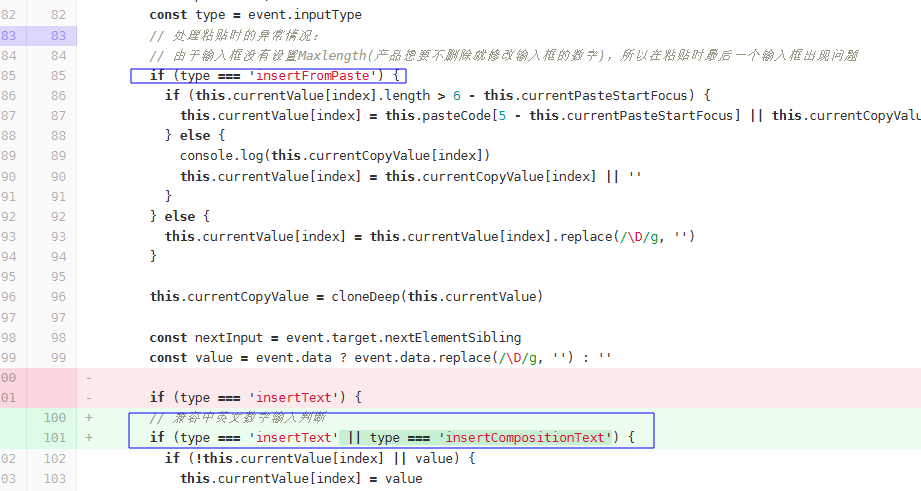 82 82 const type = event.inputType
83 83 // 处理粘贴时的异常情况:
84 84 // 由于输入框没有设置Maxlength(产品想要不删除就修改输入框的数字), 所以在粘贴时最后一个输入框出现问题
85 85 if (type === 'insertFromPaste') {
86 86 if (this.currentValue[index].length > 6 - this.currentPasteStartFocus) {
87 87 this.currentValue[index] = this.pasteCode[5 - this.currentPasteStartFocus] || this.currentCopyValu
88 88 } else {
89 89 console.log(this.currentCopyValue[index])
90 90 this.currentValue[index] = this.currentCopyValue[index] || ''
91 91 }
92 92 } else {
93 93 this.currentValue[index] = this.currentValue[index].replace(/\D/g, '')
94 94 }
95 95
96 96 this.currentCopyValue = cloneDeep(this.currentValue)
97 97
98 98 const nextInput = event.target.nextElementSibling
99 99 const value = event.data ? event.data.replace(/\D/g, '') : ''
00 -
01 - if (type === 'insertText') {
100 + // 兼容中英文数字输入判断
101 + if (type === 'insertText' || type === 'insertCompositionText') {
02 102 if (!this.currentValue[index] || value) {
03 103 this.currentValue[index] = value